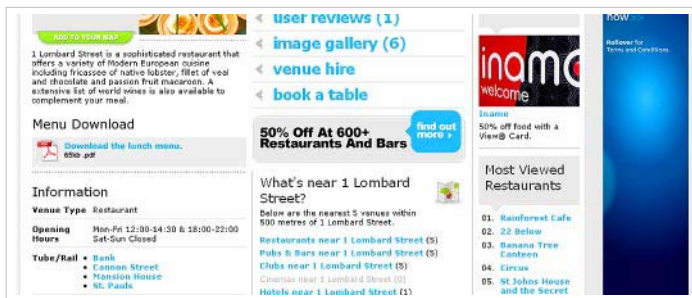 ADD TO YOUR MAP
1 Lombard Street is a sophisticated restaurant that
offers a variety of Modern European cuisine
including fricassee of native lobster, fillet of veal
and chocolate and passion fruit macaroon. A
extensive list of world wines is also available to
complement your meal.
Menu Download
Download the lunch menu.
65kb .pdf
Information
Venue Type Restaurant
Opening Hours Mon-Fri 12:00-14:30 & 18:00-22:00
Sat-Sun Closed
Tube/Rail • Bank
• Cannon Street
• Mansion House
• St. Pauls
user reviews (1)
image gallery (6)
venue hire
book a table
50% Off At 600+
Restaurants And Bars
find out
more >
What's near 1 Lombard
Street?
Below are the nearest 5 venues within
500 metres of 1 Lombard Street.
Restaurants near 1 Lombard Street (5)
Pubs & Bars near 1 Lombard Street (5)
Clubs near 1 Lombard Street (5)
Cinemas near 1 Lombard Street (0)
Hotels near 1 Lombard Street (1)
inamo
welcome
Inamo
50% off food with a
View® Card.
Most Viewed
Restaurants
01. Rainforest Cafe
02. 22 Below
03. Banana Tree
Canteen
04. Circus
05. St Johns House
and the Secret
now >>
Rollover for
Terms and Conditions